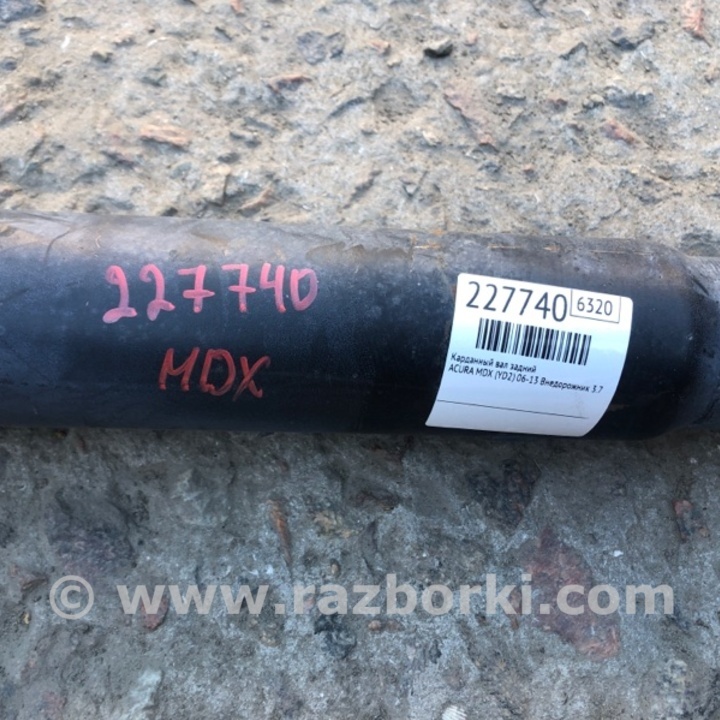 227740
MDX
227740 6320
Карданный вал задний
ACURA MDX (YD2) 06-13 Внедорожник 3.7
© www.razborki.com